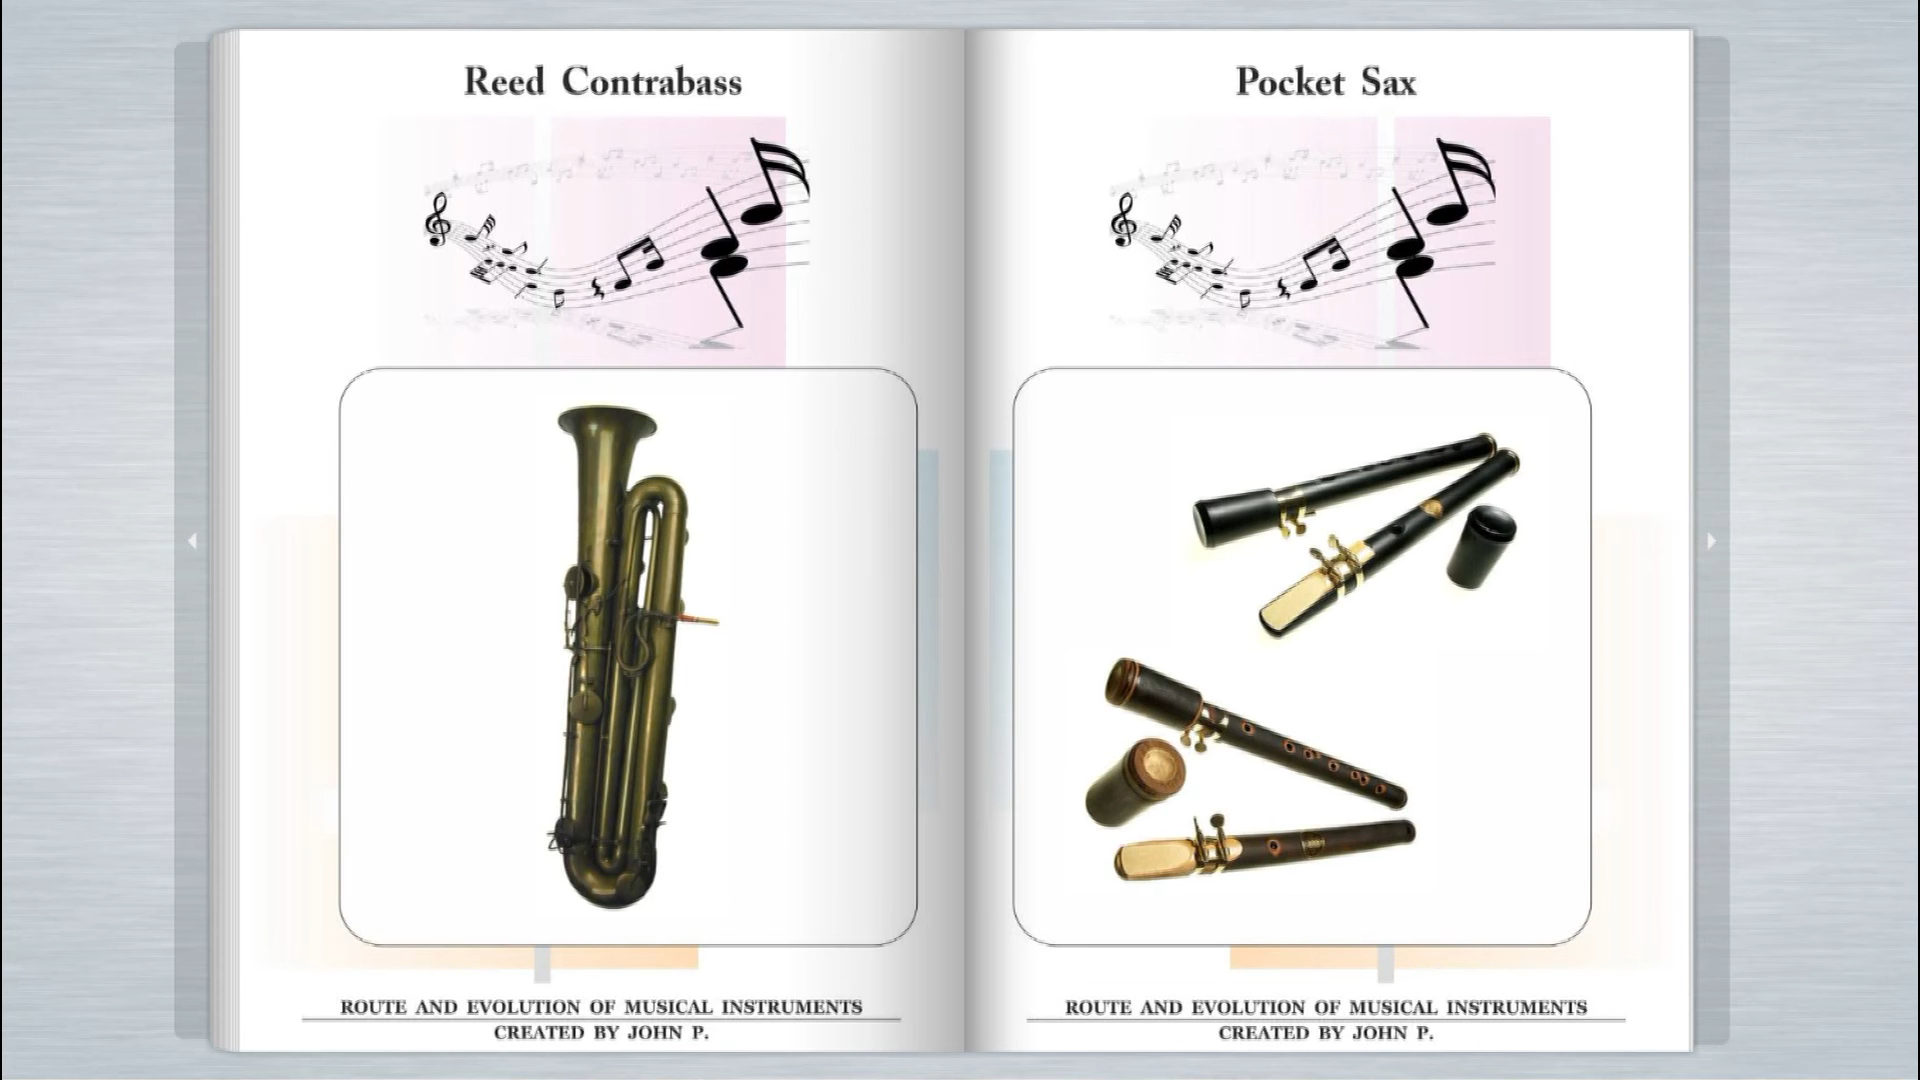 Reed Contrabass
ROUTE AND EVOLUTION OF MUSICAL INSTRUMENTS
CREATED BY JOHN P.
Pocket Sax
ROUTE AND EVOLUTION OF MUSICAL INSTRUMENTS
CREATED BY JOHN P.